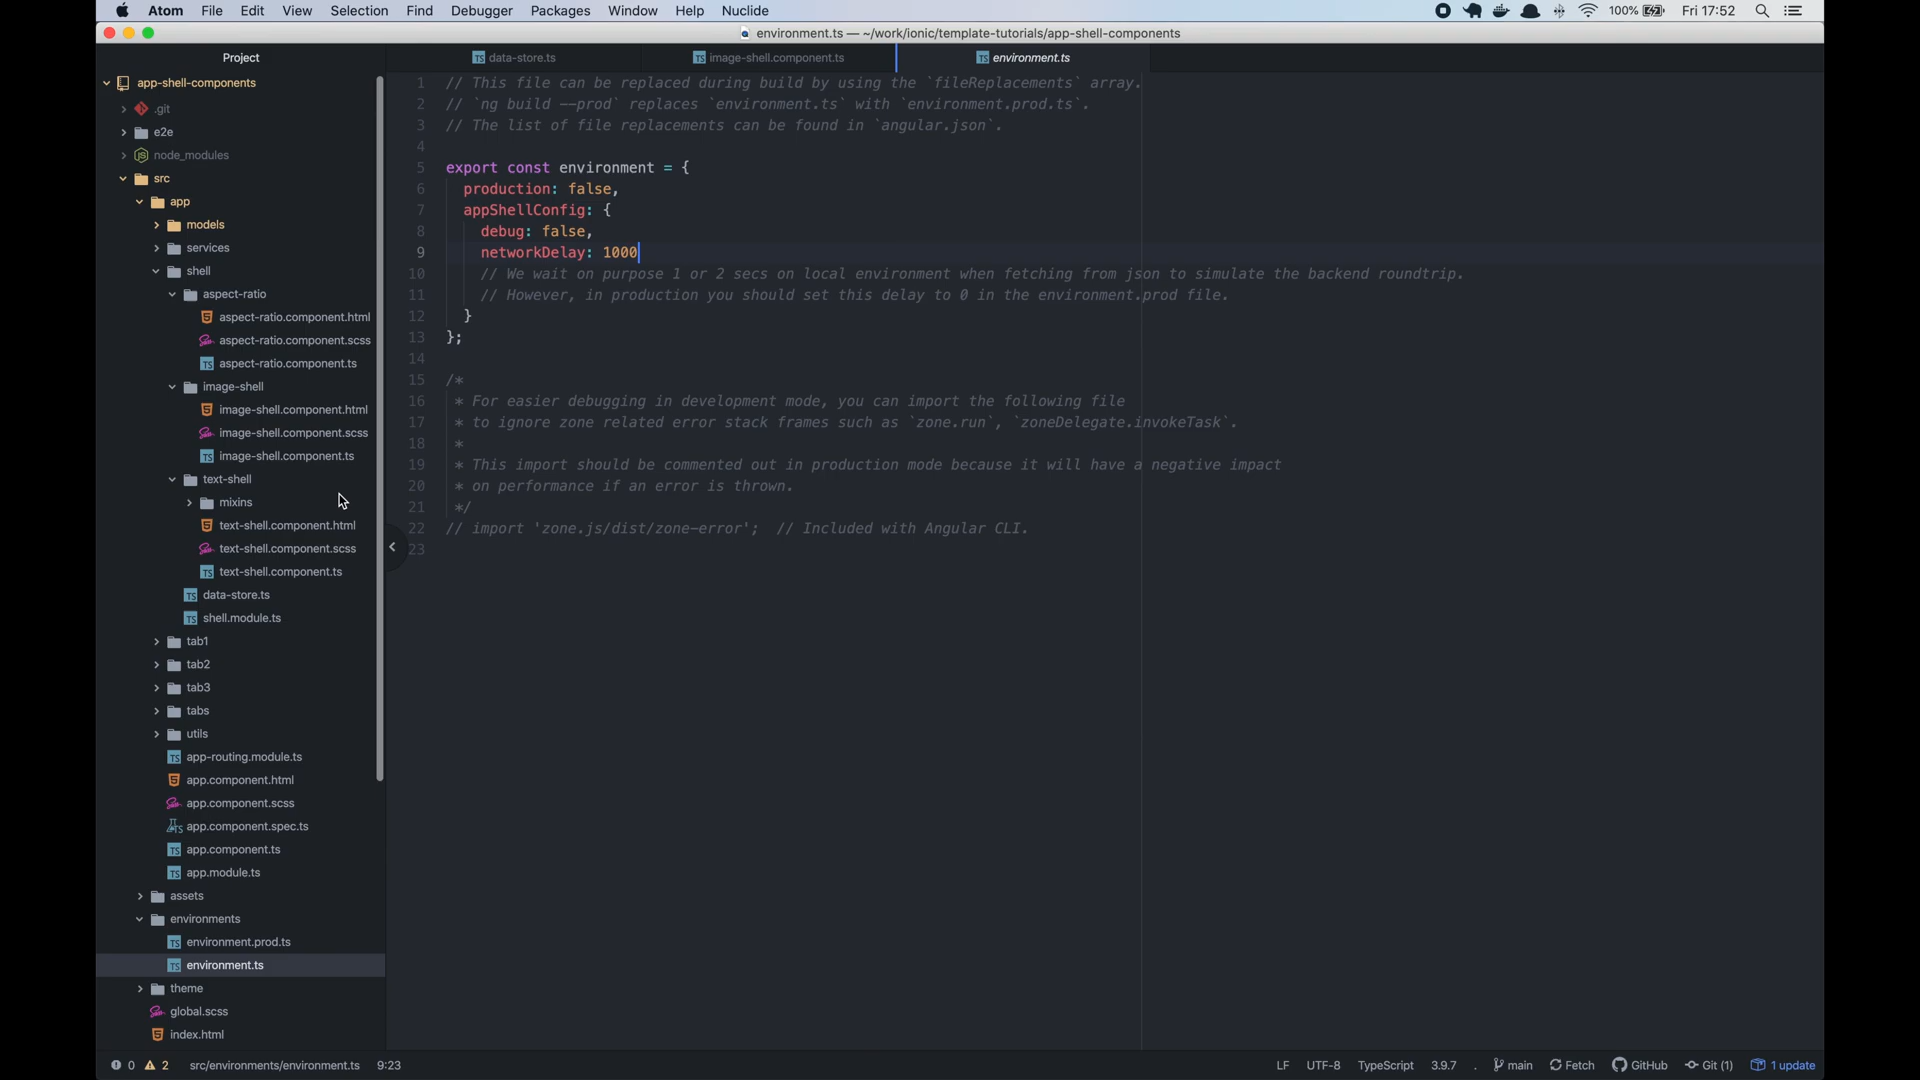 Atom File Edit View Selection Find Debugger Packages Window Help Nuclide 100% Fri 17:52
environment.ts — ~/work/ionic/template-tutorials/app-shell-components
Project
data-store.ts
image-shell.component.ts
environment.ts
app-shell-components
.git
e2e
node_modules
src
app
models
services
shell
aspect-ratio
aspect-ratio.component.html
aspect-ratio.component.scss
aspect-ratio.component.ts
image-shell
image-shell.component.html
image-shell.component.scss
image-shell.component.ts
text-shell
mixins
text-shell.component.html
text-shell.component.scss
text-shell.component.ts
data-store.ts
shell.module.ts
tab1
tab2
tab3
tabs
utils
app-routing.module.ts
app.component.html
app.component.scss
app.component.spec.ts
app.component.ts
app.module.ts
assets
environments
environment.prod.ts
environment.ts
theme
global.scss
index.html
1 // This file can be replaced during build by using the `fileReplacements` array.
2 // `ng build --prod` replaces `environment.ts` with `environment.prod.ts`.
3 // The list of file replacements can be found in `angular.json`.
4
5 export const environment = {
6 production: false,
7 appShellConfig: {
8 debug: false,
9 networkDelay: 1000
10 // We wait on purpose 1 or 2 secs on local environment when fetching from json to simulate the backend roundtrip.
11 // However, in production you should set this delay to 0 in the environment.prod file.
12 }
13 };
14
15 /*
16 * For easier debugging in development mode, you can import the following file
17 * to ignore zone related error stack frames such as `zone.run`, `zoneDelegate.invokeTask`.
18 *
19 * This import should be commented out in production mode because it will have a negative impact
20 * on performance if an error is thrown.
21 */
22 // import 'zone.js/dist/zone-error';  // Included with Angular CLI.
23
0 2 src/environments/environment.ts 9:23 LF UTF-8 TypeScript 3.9.7 . main Fetch GitHub Git (1) 1 update